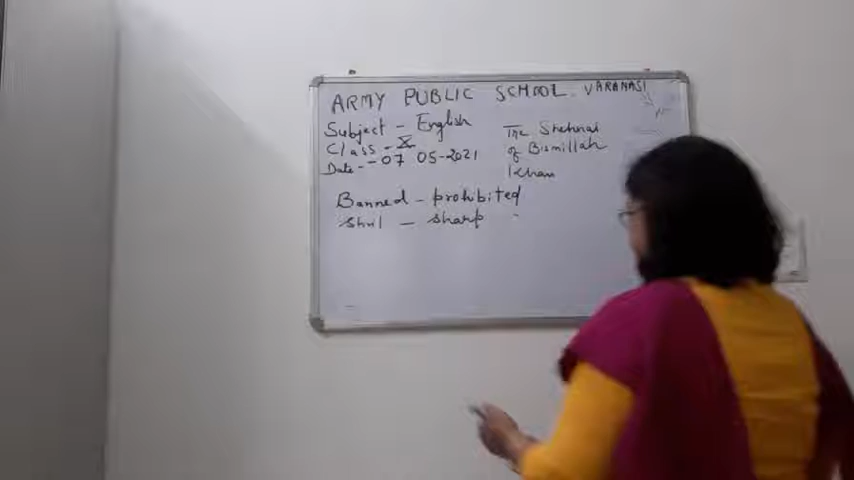 ARMY PUBLIC SCHOOL. VARANASI
Subject - English
Class - X
Date - 07 05-2021
The Shehnai
of Bismillah
Khan
Banned - prohibited
Shril - sharp